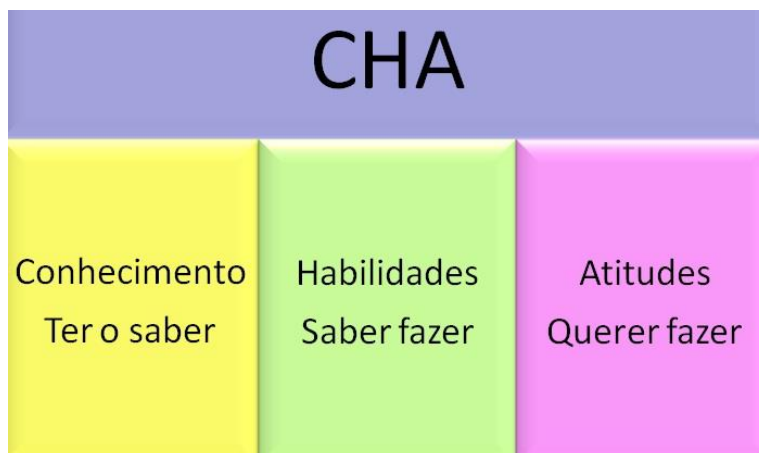 CHA
Conhecimento
Ter o saber
Habilidades
Saber fazer
Atitudes
Querer fazer